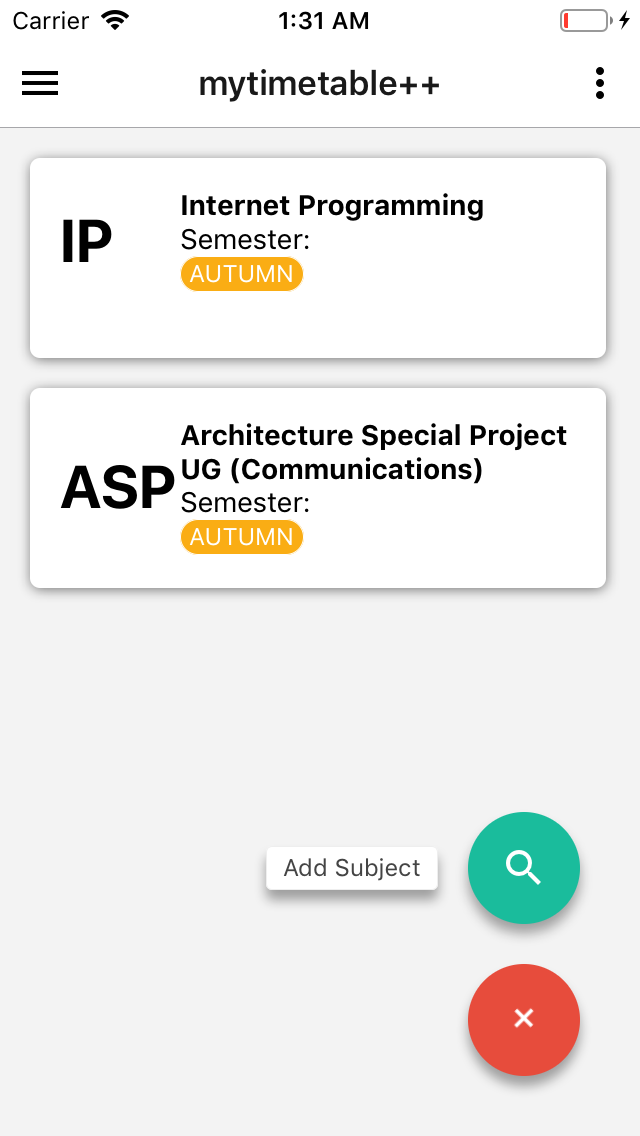 Carrier 1:31 AM
mytimetable++
IP
Internet Programming
Semester:
AUTUMN
ASP
Architecture Special Project
UG (Communications)
Semester:
AUTUMN
Add Subject